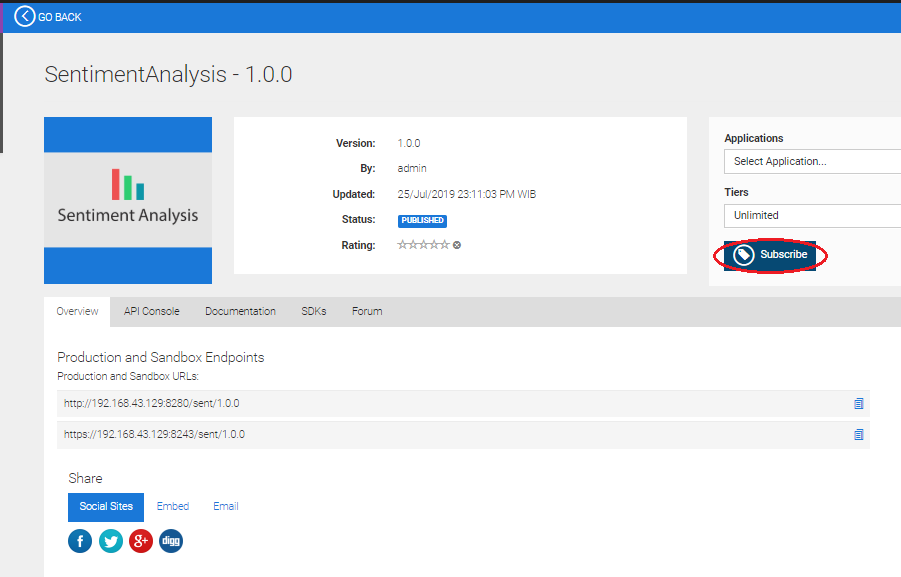 GO BACK
SentimentAnalysis - 1.0.0
Sentiment Analysis
Version: 1.0.0
By: admin
Updated: 25/Jul/2019 23:11:03 PM WIB
Status: PUBLISHED
Rating:
Applications
Select Application...
Tiers
Unlimited
Subscribe
Overview API Console Documentation SDKs Forum
Production and Sandbox Endpoints
Production and Sandbox URLs:
http://192.168.43.129:8280/sent/1.0.0
https://192.168.43.129:8243/sent/1.0.0
Share
Social Sites Embed Email
f g+ digg